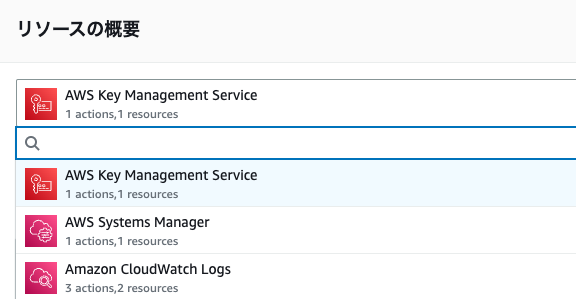 リソースの概要
AWS Key Management Service
1 actions,1 resources
AWS Key Management Service
1 actions,1 resources
AWS Systems Manager
1 actions,1 resources
Amazon CloudWatch Logs
3 actions,2 resources